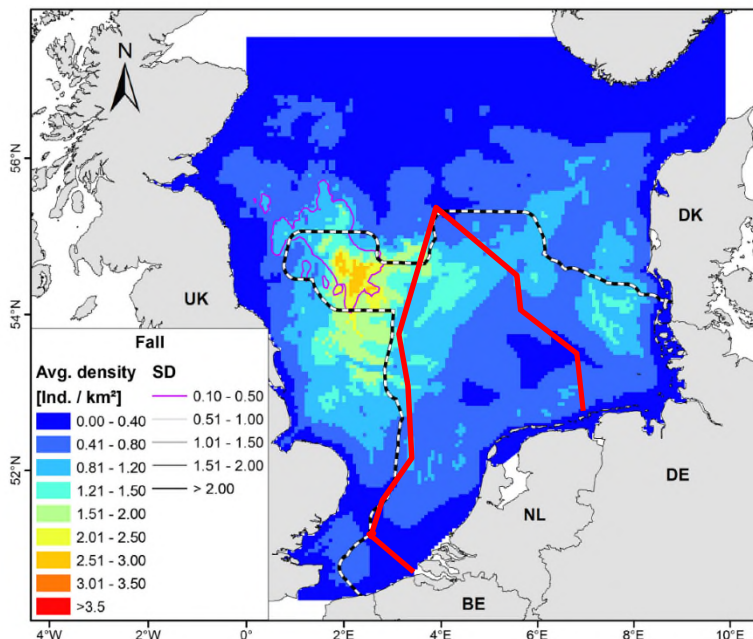 N
56°N
54°N
52°N
UK
DK
DE
NL
BE
Fall
Avg. density SD
[Ind. / km²]
0.00 - 0.40
0.41 - 0.80
0.81 - 1.20
1.21 - 1.50
1.51 - 2.00
2.01 - 2.50
2.51 - 3.00
3.01 - 3.50
>3.5
0.10 - 0.50
0.51 - 1.00
1.01 - 1.50
1.51 - 2.00
> 2.00
4°W 2°W 0° 2°E 4°E 6°E 8°E 10°E